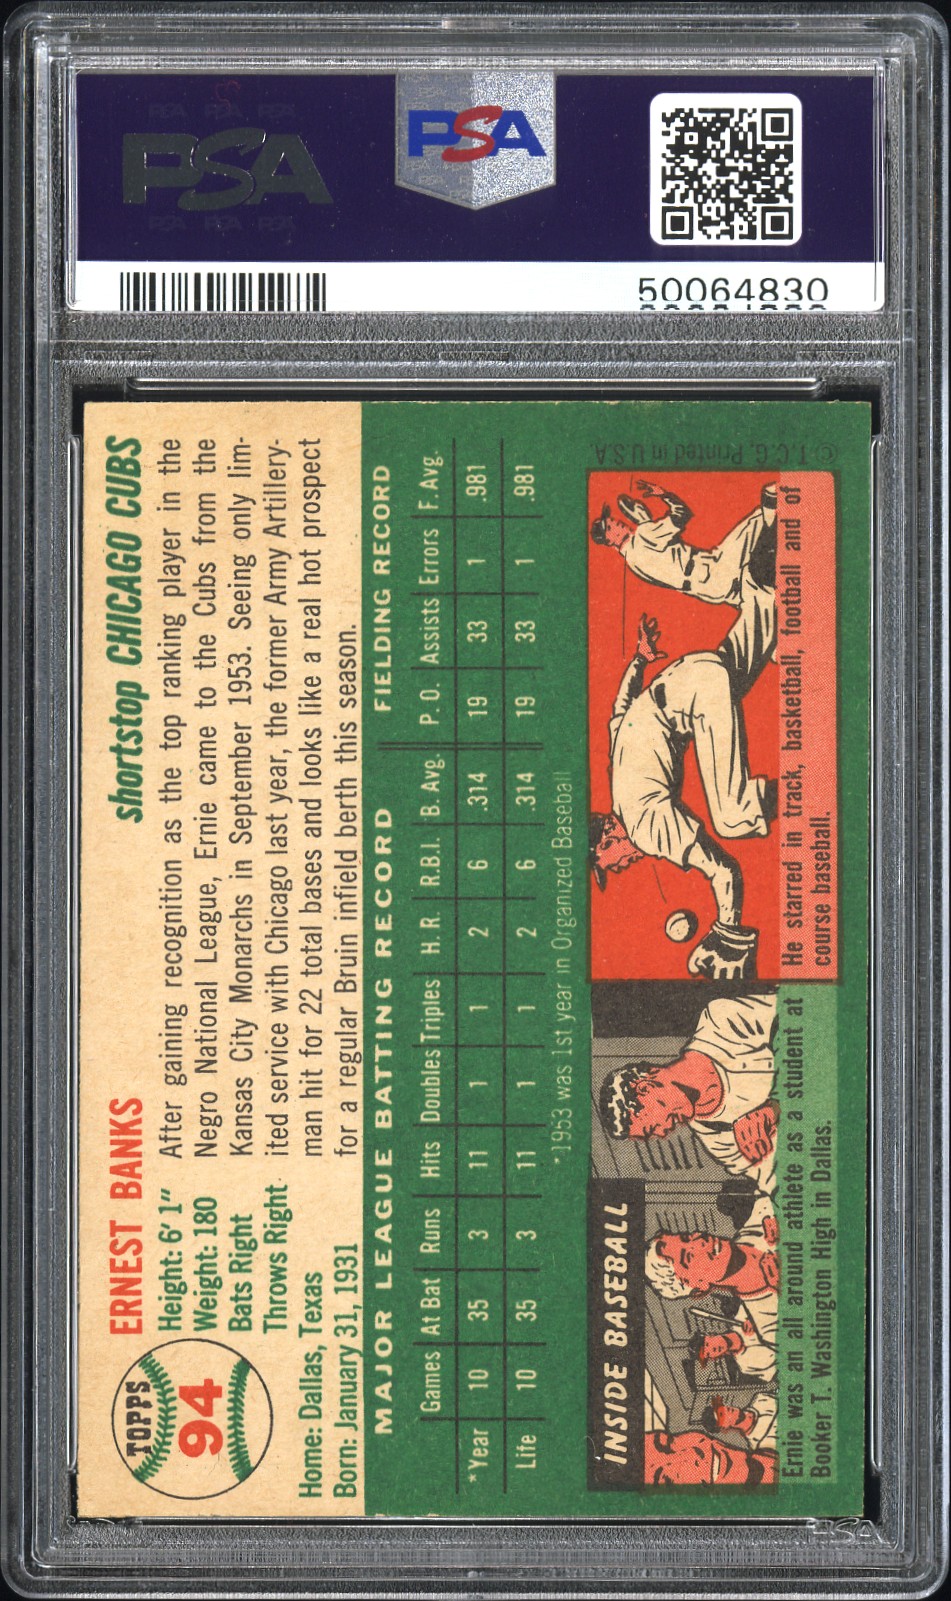 PSA PSA PSA
PSA
PSA PSA PSA
PSA
50064830
TOPPS
94
ERNEST BANKS
shortstop CHICAGO CUBS
Height: 6' 1"
Weight: 180
Bats Right
Throws Right
Home: Dallas, Texas
Born: January 31, 1931
After gaining recognition as the top ranking player in the
Negro National League, Ernie came to the Cubs from the
Kansas City Monarchs in September 1953. Seeing only lim-
ited service with Chicago last year, the former Army Artillery-
man hit for 22 total bases and looks like a real hot prospect
for a regular Bruin infield berth this season.
MAJOR LEAGUE BATTING RECORD FIELDING RECORD
Games At Bat Runs Hits Doubles Triples H. R. R.B.I. B. Avg. P. O. Assists Errors F. Avg.
*Year 10 35 3 11 1 1 2 6 .314 19 33 1 .981
Life 10 35 3 11 1 1 2 6 .314 19 33 1 .981
*1953 was 1st year in Organized Baseball
INSIDE BASEBALL
Ernie was an all around athlete as a student at
Booker T. Washington High in Dallas.
He starred in track, basketball, football and of
course baseball.
© T. C. G. Printed in U S A
PSA